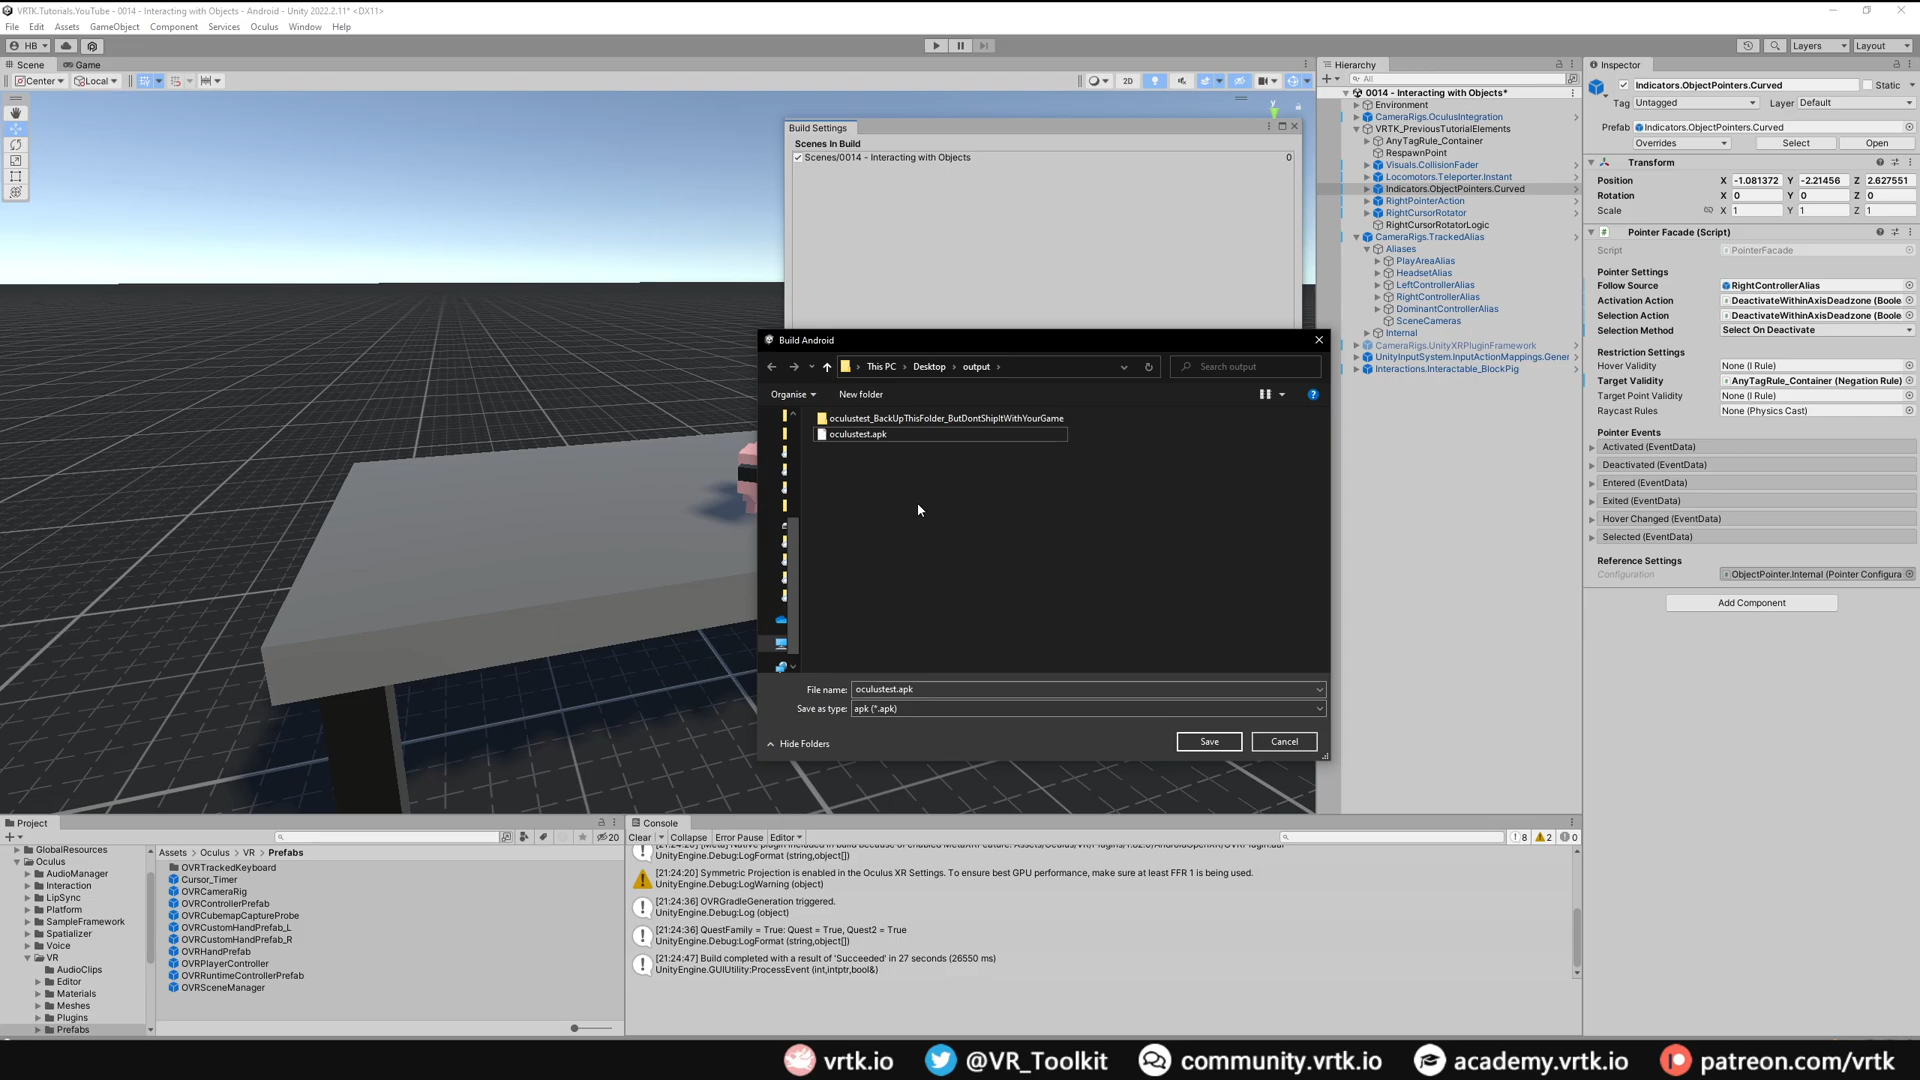 VRTK.Tutorials.YouTube - 0014 - Interacting with Objects - Android - Unity 2022.2.11* <DX11>
File Edit Assets GameObject Component Services Oculus Window Help
HB Layers Layout
Scene Game
Center Local 2D
y
Build Settings
Scenes In Build
Scenes/0014 - Interacting with Objects 0
Build Android
This PC > Desktop > output >
Search output
Organise New folder
oculustest_BackUpThisFolder_ButDontShipItWithYourGame
oculustest.apk
File name: oculustest.apk
Save as type: apk (*.apk)
Hide Folders Save Cancel
Hierarchy
All
0014 - Interacting with Objects*
Environment
CameraRigs.OculusIntegration
VRTK_PreviousTutorialElements
AnyTagRule_Container
RespawnPoint
Visuals.CollisionFader
Locomotors.Teleporter.Instant
Indicators.ObjectPointers.Curved
RightPointerAction
RightCursorRotator
RightCursorRotatorLogic
CameraRigs.TrackedAlias
Aliases
PlayAreaAlias
HeadsetAlias
LeftControllerAlias
RightControllerAlias
DominantControllerAlias
SceneCameras
Internal
CameraRigs.UnityXRPluginFramework
UnityInputSystem.InputActionMappings.Gener
Interactions.Interactable_BlockPig
Inspector
Indicators.ObjectPointers.Curved Static
Tag Untagged Layer Default
Prefab Indicators.ObjectPointers.Curved
Overrides Select Open
Transform
Position X -1.081372 Y -2.21456 Z 2.627551
Rotation X 0 Y 0 Z 0
Scale X 1 Y 1 Z 1
Pointer Facade (Script)
Script PointerFacade
Pointer Settings
Follow Source RightControllerAlias
Activation Action DeactivateWithinAxisDeadzone (Boole
Selection Action DeactivateWithinAxisDeadzone (Boole
Selection Method Select On Deactivate
Restriction Settings
Hover Validity None (I Rule)
Target Validity AnyTagRule_Container (Negation Rule)
Target Point Validity None (I Rule)
Raycast Rules None (Physics Cast)
Pointer Events
Activated (EventData)
Deactivated (EventData)
Entered (EventData)
Exited (EventData)
Hover Changed (EventData)
Selected (EventData)
Reference Settings
Configuration ObjectPointer.Internal (Pointer Configura
Add Component
Project
20
GlobalResources
Oculus
AudioManager
Interaction
LipSync
Platform
SampleFramework
Spatializer
Voice
VR
AudioClips
Editor
Materials
Meshes
Plugins
Prefabs
Assets > Oculus > VR > Prefabs
OVRTrackedKeyboard
Cursor_Timer
OVRCameraRig
OVRControllerPrefab
OVRCubemapCaptureProbe
OVRCustomHandPrefab_L
OVRCustomHandPrefab_R
OVRHandPrefab
OVRPlayerController
OVRRuntimeControllerPrefab
OVRSceneManager
Console
Clear Collapse Error Pause Editor 8 2 0
UnityEngine.Debug:LogFormat (string,object[])
[21:24:20] Symmetric Projection is enabled in the Oculus XR Settings. To ensure best GPU performance, make sure at least FFR 1 is being used.
UnityEngine.Debug:LogWarning (object)
[21:24:36] OVRGradleGeneration triggered.
UnityEngine.Debug:Log (object)
[21:24:36] QuestFamily = True: Quest = True, Quest2 = True
UnityEngine.Debug:LogFormat (string,object[])
[21:24:47] Build completed with a result of 'Succeeded' in 27 seconds (26550 ms)
UnityEngine.GUIUtility:ProcessEvent (int,intptr,bool&)
vrtk.io @VR_Toolkit community.vrtk.io academy.vrtk.io patreon.com/vrtk